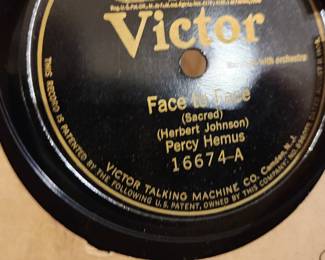 Victor
with orchestra
Face to Face
(Sacred)
(Herbert Johnson)
Percy Hemus
16674-A
THIS RECORD IS PATENTED BY THE FOLLOWING U.S. PATENT, OWNED BY THIS COMPANY:
VICTOR TALKING MACHINE CO. Camden, N.J.